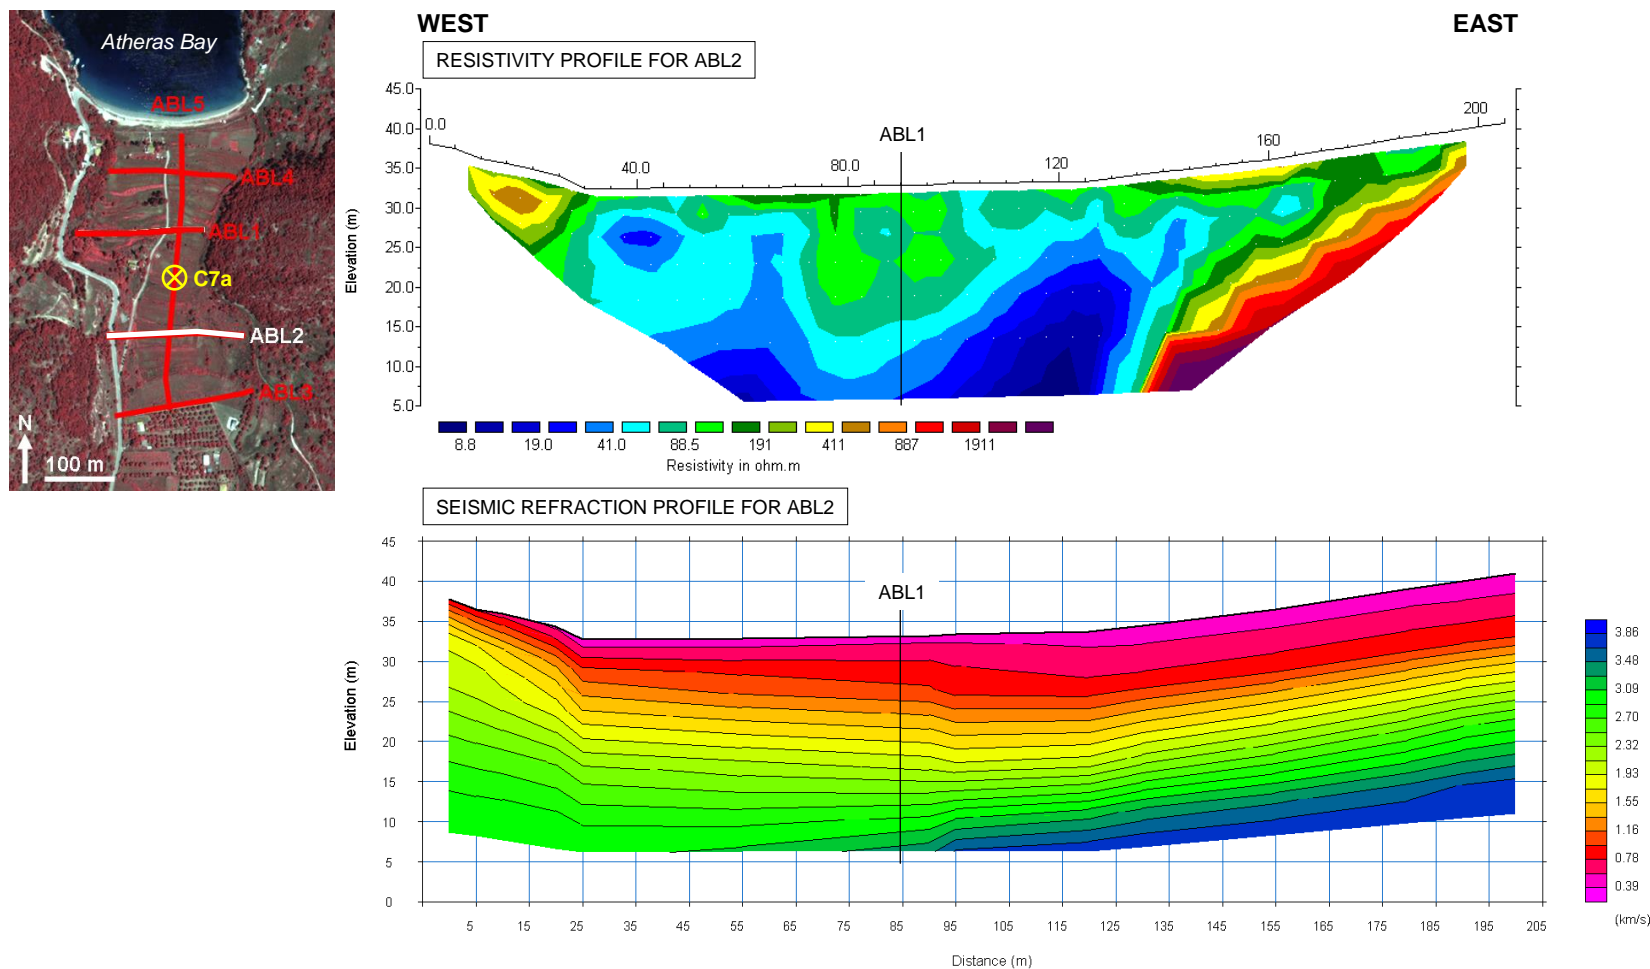 Atheras Bay
ABL5
ABL4
ABL1
C7a
ABL2
ABL3
N
100 m
WEST
EAST
RESISTIVITY PROFILE FOR ABL2
45.0
40.0
35.0
30.0
25.0
20.0
15.0
10.0
5.0
Elevation (m)
0.0
40.0
80.0
ABL1
120
160
200
8.8 19.0 41.0 88.5 191 411 887 1911
Resistivity in ohm.m
SEISMIC REFRACTION PROFILE FOR ABL2
45
40
35
30
25
20
15
10
5
0
Elevation (m)
ABL1
5 15 25 35 45 55 65 75 85 95 105 115 125 135 145 155 165 175 185 195 205
Distance (m)
3.86
3.48
3.09
2.70
2.32
1.93
1.55
1.16
0.78
0.39
(km/s)